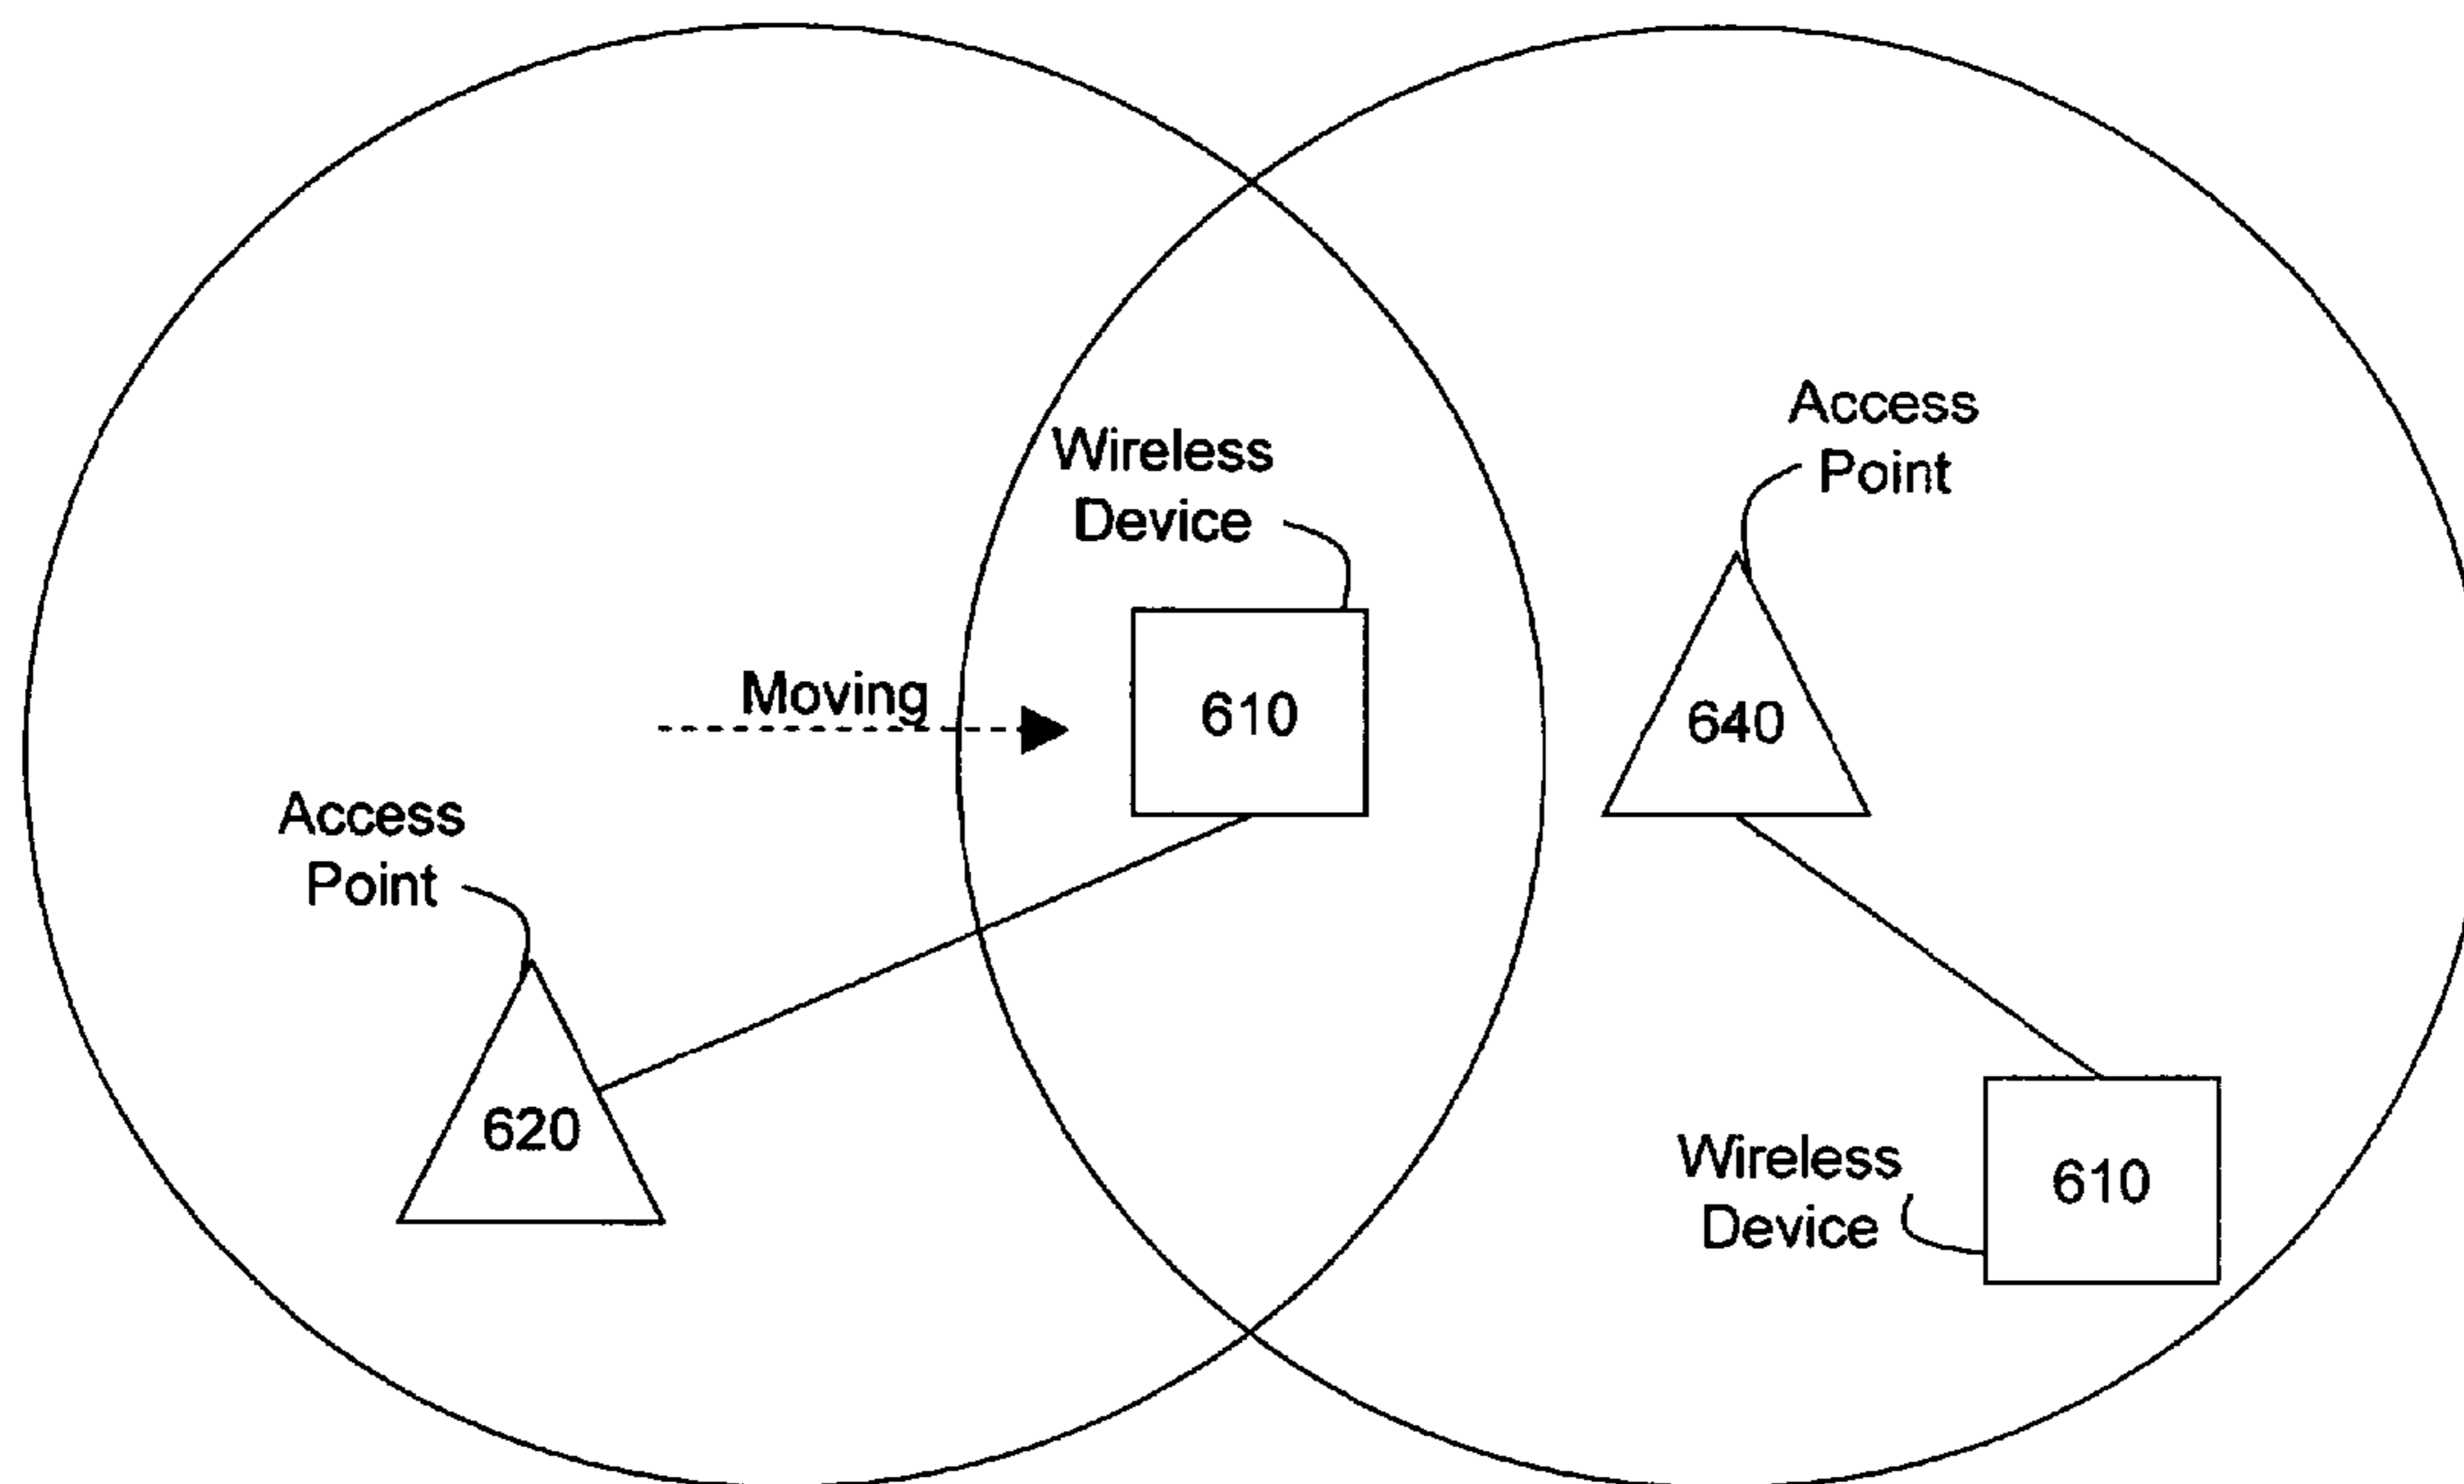 Access
Point
640
Wireless
Device
610
Moving
Access
Point
620
Wireless
Device
610